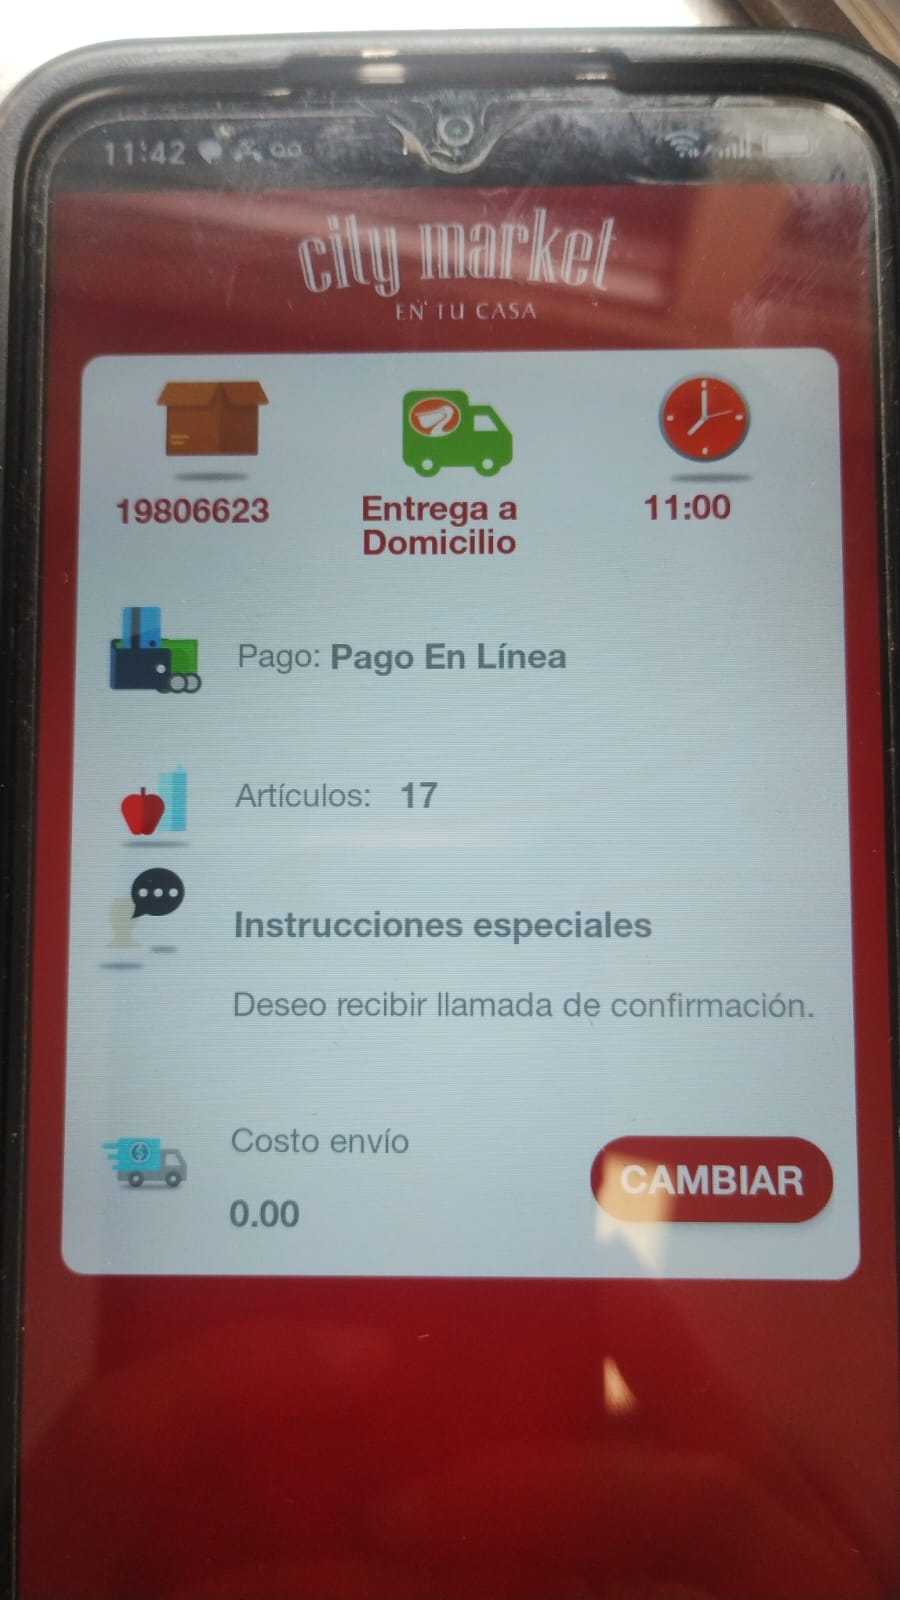 11:42
city market
EN TU CASA
19806623
Entrega a
Domicilio
11:00
Pago: Pago En Línea
Artículos: 17
Instrucciones especiales
Deseo recibir llamada de confirmación.
Costo envío
0.00
CAMBIAR